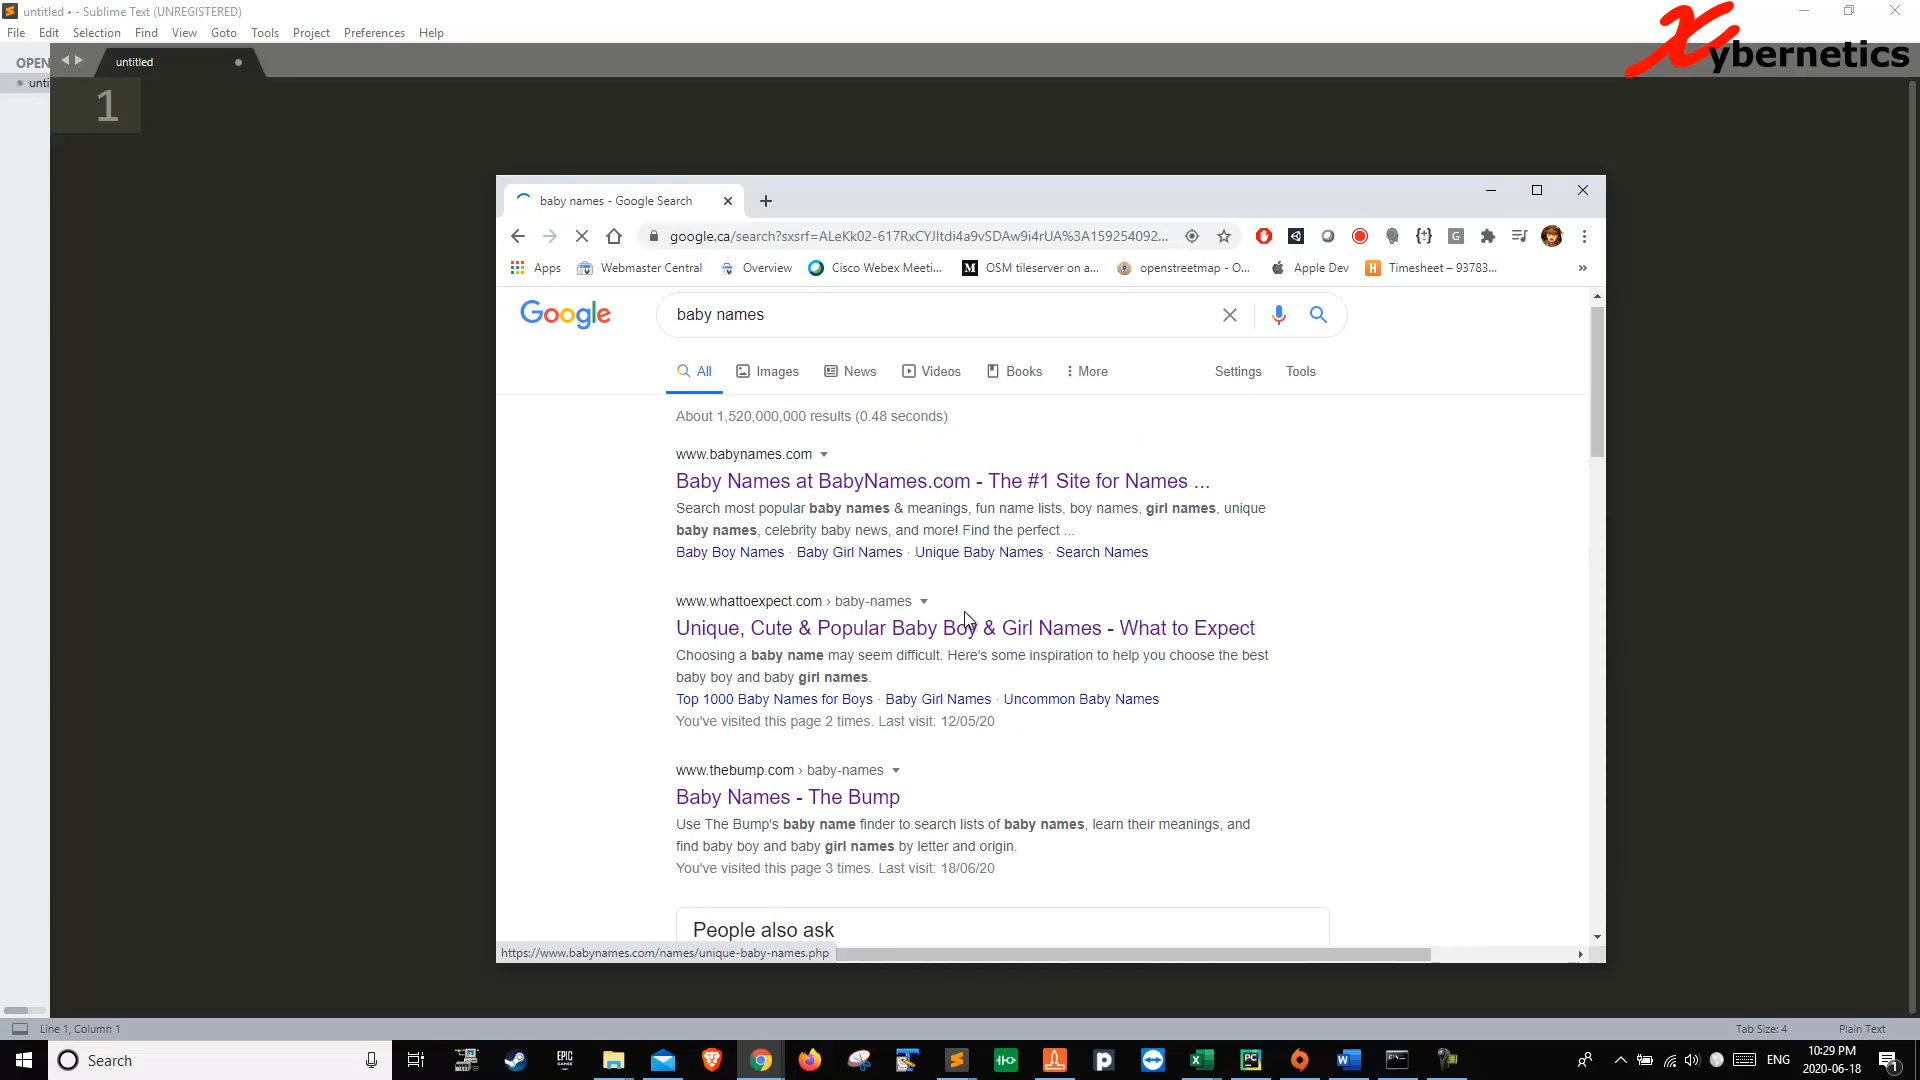 untitled • - Sublime Text (UNREGISTERED)
File Edit Selection Find View Goto Tools Project Preferences Help
Xybernetics
OPEN
untitled
unti
1
baby names - Google Search
google.ca/search?sxsrf=ALeKk02-617RxCYJltdi4a9vSDAw9i4rUA%3A159254092...
Apps Webmaster Central Overview Cisco Webex Meeti... OSM tileserver on a... openstreetmap - O... Apple Dev Timesheet – 93783... »
Google
baby names
All Images News Videos Books More Settings Tools
About 1,520,000,000 results (0.48 seconds)
www.babynames.com
Baby Names at BabyNames.com - The #1 Site for Names ...
Search most popular baby names & meanings, fun name lists, boy names, girl names, unique
baby names, celebrity baby news, and more! Find the perfect ...
Baby Boy Names · Baby Girl Names · Unique Baby Names · Search Names
www.whattoexpect.com › baby-names
Unique, Cute & Popular Baby Boy & Girl Names - What to Expect
Choosing a baby name may seem difficult. Here's some inspiration to help you choose the best
baby boy and baby girl names.
Top 1000 Baby Names for Boys · Baby Girl Names · Uncommon Baby Names
You've visited this page 2 times. Last visit: 12/05/20
www.thebump.com › baby-names
Baby Names - The Bump
Use The Bump's baby name finder to search lists of baby names, learn their meanings, and
find baby boy and baby girl names by letter and origin.
You've visited this page 3 times. Last visit: 18/06/20
People also ask
https://www.babynames.com/names/unique-baby-names.php
Line 1, Column 1 Tab Size: 4 Plain Text
Search
EPIC GAMES
ENG
10:29 PM
2020-06-18
1